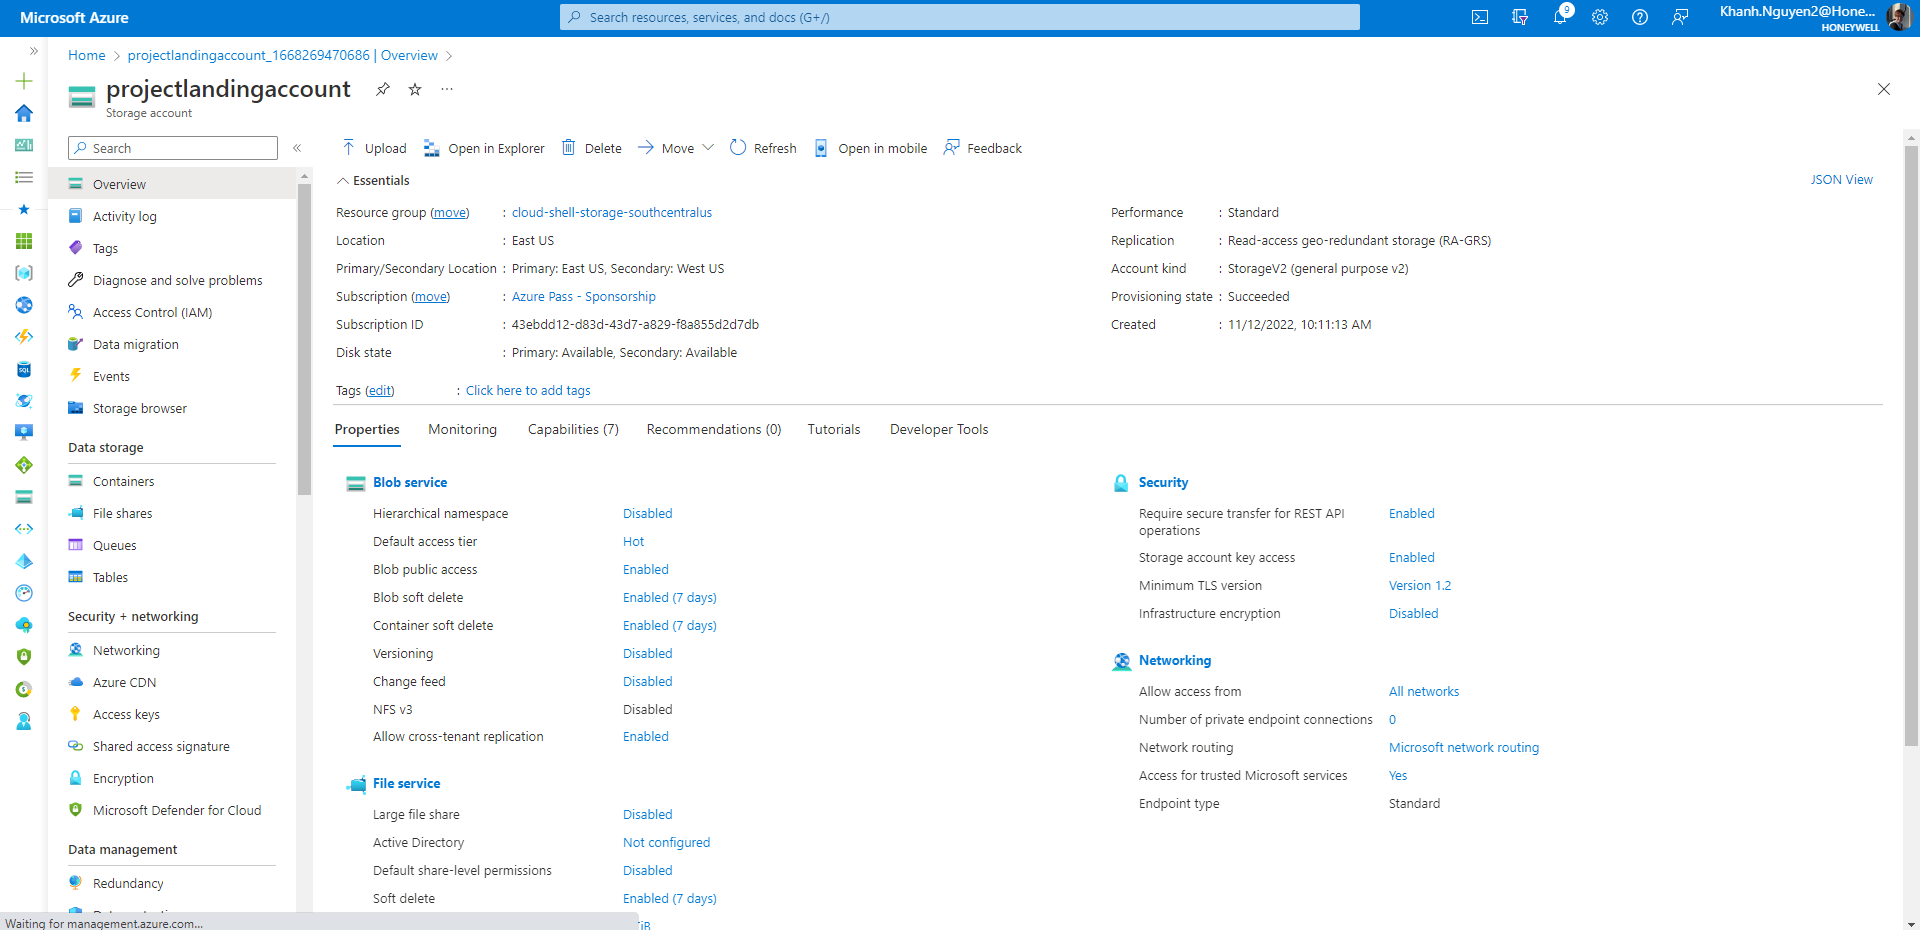 Microsoft Azure
Search resources, services, and docs (G+/)
9
Khanh.Nguyen2@Hone...
HONEYWELL
Home > projectlandingaccount_1668269470686 | Overview >
projectlandingaccount
Storage account
Search
Overview
Activity log
Tags
Diagnose and solve problems
Access Control (IAM)
Data migration
Events
Storage browser
Data storage
Containers
File shares
Queues
Tables
Security + networking
Networking
Azure CDN
Access keys
Shared access signature
Encryption
Microsoft Defender for Cloud
Data management
Redundancy
Upload Open in Explorer Delete Move Refresh Open in mobile Feedback
Essentials
JSON View
Resource group (move) : cloud-shell-storage-southcentralus
Location : East US
Primary/Secondary Location : Primary: East US, Secondary: West US
Subscription (move) : Azure Pass - Sponsorship
Subscription ID : 43ebdd12-d83d-43d7-a829-f8a855d2d7db
Disk state : Primary: Available, Secondary: Available
Performance : Standard
Replication : Read-access geo-redundant storage (RA-GRS)
Account kind : StorageV2 (general purpose v2)
Provisioning state : Succeeded
Created : 11/12/2022, 10:11:13 AM
Tags (edit) : Click here to add tags
Properties Monitoring Capabilities (7) Recommendations (0) Tutorials Developer Tools
Blob service
Hierarchical namespace Disabled
Default access tier Hot
Blob public access Enabled
Blob soft delete Enabled (7 days)
Container soft delete Enabled (7 days)
Versioning Disabled
Change feed Disabled
NFS v3 Disabled
Allow cross-tenant replication Enabled
File service
Large file share Disabled
Active Directory Not configured
Default share-level permissions Disabled
Soft delete Enabled (7 days)
TiB
Security
Require secure transfer for REST API
operations Enabled
Storage account key access Enabled
Minimum TLS version Version 1.2
Infrastructure encryption Disabled
Networking
Allow access from All networks
Number of private endpoint connections 0
Network routing Microsoft network routing
Access for trusted Microsoft services Yes
Endpoint type Standard
Waiting for management.azure.com...